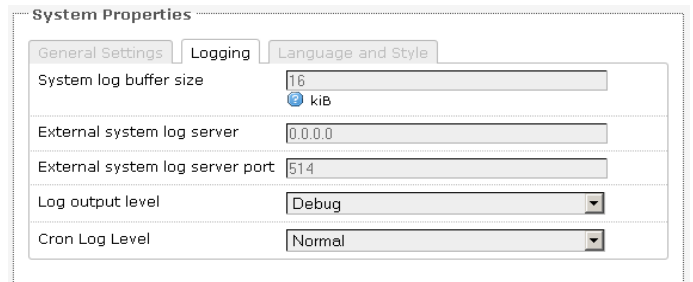 System Properties
General Settings Logging Language and Style
System log buffer size 16
kiB
External system log server 0.0.0.0
External system log server port 514
Log output level Debug
Cron Log Level Normal